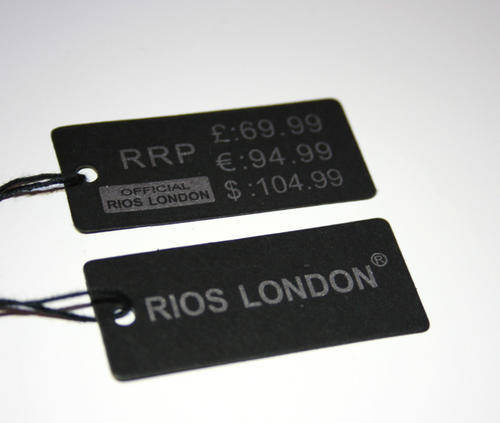 RRP
£:69.99
€:94.99
$:104.99
OFFICIAL
RIOS LONDON
RIOS LONDON®